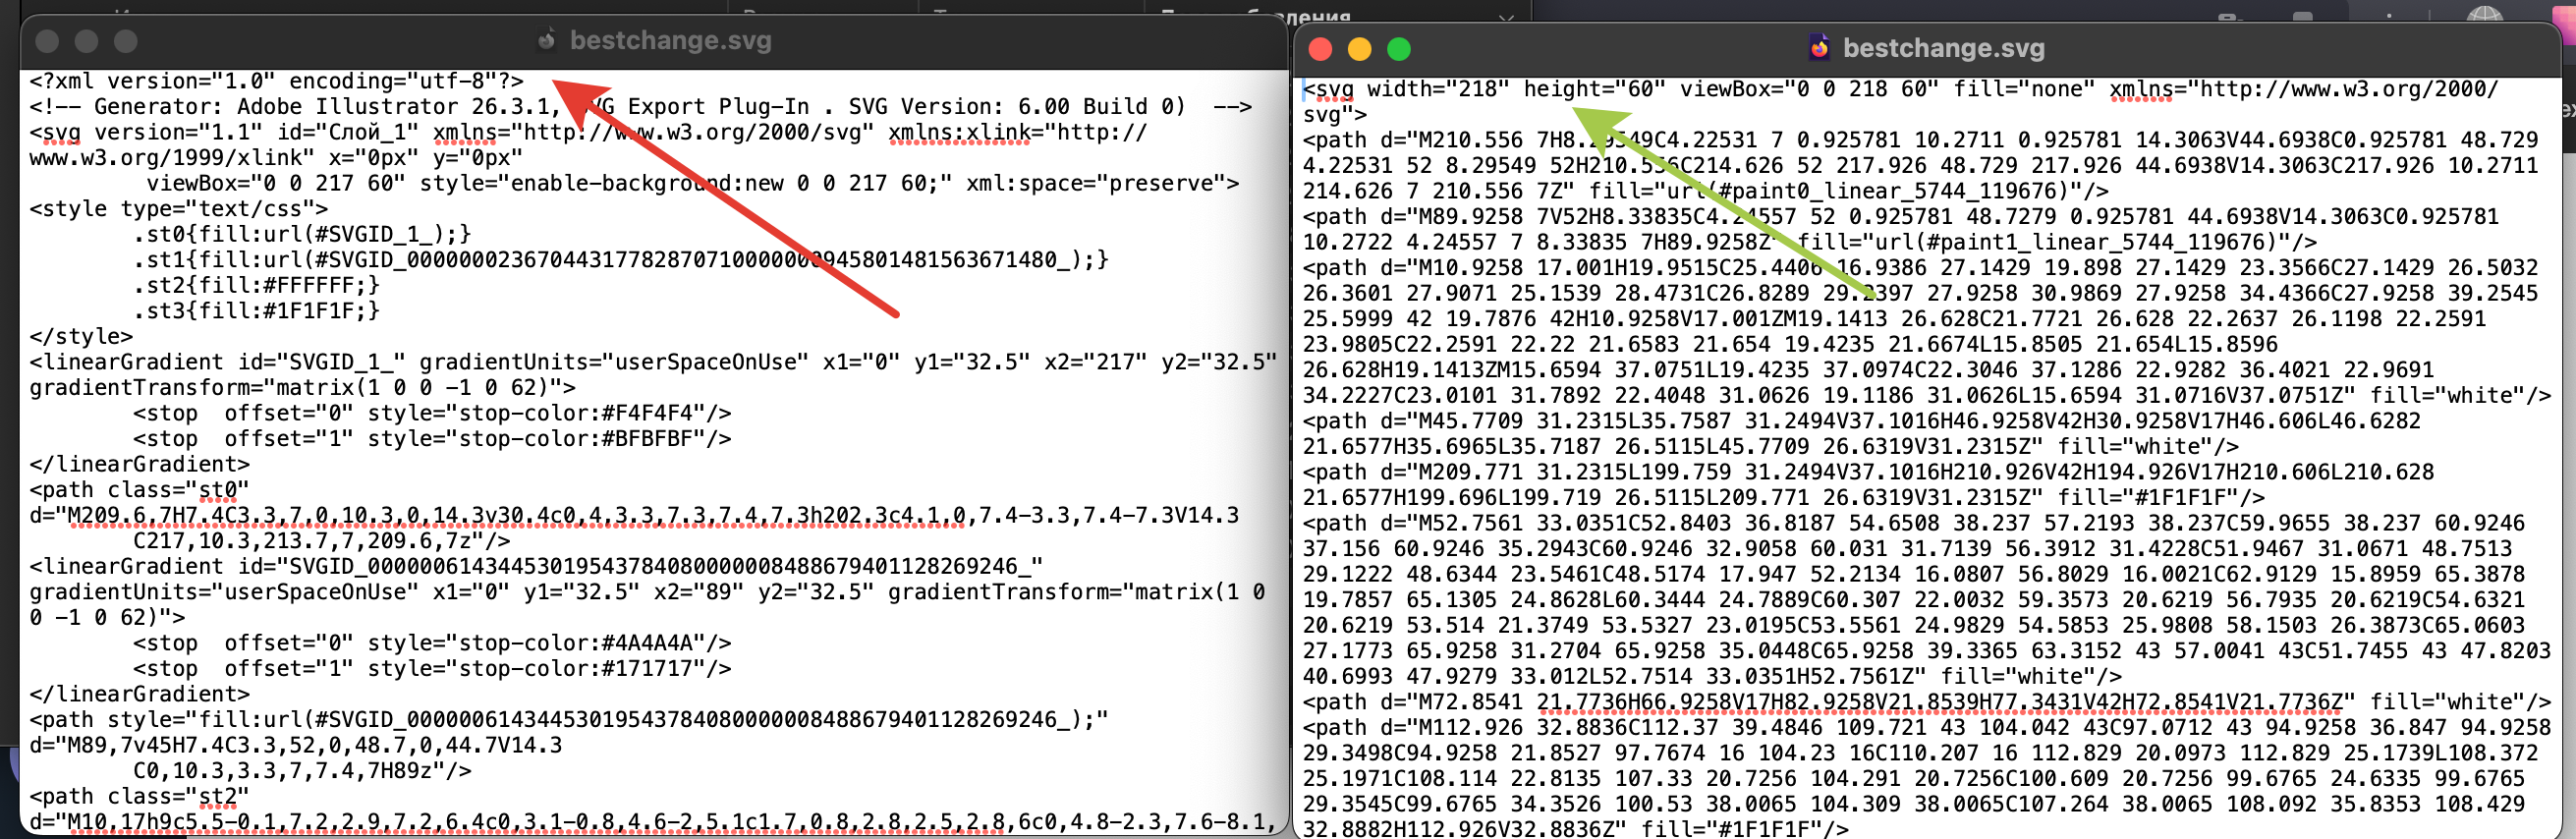 bestchange.svg
<?xml version="1.0" encoding="utf-8"?>
<!-- Generator: Adobe Illustrator 26.3.1, SVG Export Plug-In . SVG Version: 6.00 Build 0)  -->
<svg version="1.1" id="Слой_1" xmlns="http://www.w3.org/2000/svg" xmlns:xlink="http://
www.w3.org/1999/xlink" x="0px" y="0px"
viewBox="0 0 217 60" style="enable-background:new 0 0 217 60;" xml:space="preserve">
<style type="text/css">
.st0{fill:url(#SVGID_1_);}
.st1{fill:url(#SVGID_00000002367044317782870710000000945801481563671480_);}
.st2{fill:#FFFFFF;}
.st3{fill:#1F1F1F;}
</style>
<linearGradient id="SVGID_1_" gradientUnits="userSpaceOnUse" x1="0" y1="32.5" x2="217" y2="32.5"
gradientTransform="matrix(1 0 0 -1 0 62)">
<stop  offset="0" style="stop-color:#F4F4F4"/>
<stop  offset="1" style="stop-color:#BFBFBF"/>
</linearGradient>
<path class="st0"
d="M209.6,7H7.4C3.3,7,0,10.3,0,14.3v30.4c0,4,3.3,7.3,7.4,7.3h202.3c4.1,0,7.4-3.3,7.4-7.3V14.3
C217,10.3,213.7,7,209.6,7z"/>
<linearGradient id="SVGID_00000061434453019543784080000008488679401128269246_"
gradientUnits="userSpaceOnUse" x1="0" y1="32.5" x2="89" y2="32.5" gradientTransform="matrix(1 0
0 -1 0 62)">
<stop  offset="0" style="stop-color:#4A4A4A"/>
<stop  offset="1" style="stop-color:#171717"/>
</linearGradient>
<path style="fill:url(#SVGID_00000061434453019543784080000008488679401128269246_);"
d="M89,7v45H7.4C3.3,52,0,48.7,0,44.7V14.3
C0,10.3,3.3,7,7.4,7H89z"/>
<path class="st2"
d="M10,17h9c5.5-0.1,7.2,2.9,7.2,6.4c0,3.1-0.8,4.6-2,5.1c1.7,0.8,2.8,2.5,2.8,6c0,4.8-2.3,7.6-8.1,
bestchange.svg
<svg width="218" height="60" viewBox="0 0 218 60" fill="none" xmlns="http://www.w3.org/2000/
svg">
<path d="M210.556 7H8.29549C4.22531 7 0.925781 10.2711 0.925781 14.3063V44.6938C0.925781 48.729
4.22531 52 8.29549 52H210.556C214.626 52 217.926 48.729 217.926 44.6938V14.3063C217.926 10.2711
214.626 7 210.556 7Z" fill="url(#paint0_linear_5744_119676)"/>
<path d="M89.9258 7V52H8.33835C4.24557 52 0.925781 48.7279 0.925781 44.6938V14.3063C0.925781
10.2722 4.24557 7 8.33835 7H89.9258Z" fill="url(#paint1_linear_5744_119676)"/>
<path d="M10.9258 17.001H19.9515C25.4406 16.9386 27.1429 19.898 27.1429 23.3566C27.1429 26.5032
26.3601 27.9071 25.1539 28.4731C26.8289 29.2397 27.9258 30.9869 27.9258 34.4366C27.9258 39.2545
25.5999 42 19.7876 42H10.9258V17.001ZM19.1413 26.628C21.7721 26.628 22.2637 26.1198 22.2591
23.9805C22.2591 22.22 21.6583 21.654 19.4235 21.6674L15.8505 21.654L15.8596
26.628H19.1413ZM15.6594 37.0751L19.4235 37.0974C22.3046 37.1286 22.9282 36.4021 22.9691
34.2227C23.0101 31.7892 22.4048 31.0626 19.1186 31.0626L15.6594 31.0716V37.0751Z" fill="white"/>
<path d="M45.7709 31.2315L35.7587 31.2494V37.1016H46.9258V42H30.9258V17H46.606L46.6282
21.6577H35.6965L35.7187 26.5115L45.7709 26.6319V31.2315Z" fill="white"/>
<path d="M209.771 31.2315L199.759 31.2494V37.1016H210.926V42H194.926V17H210.606L210.628
21.6577H199.696L199.719 26.5115L209.771 26.6319V31.2315Z" fill="#1F1F1F"/>
<path d="M52.7561 33.0351C52.8403 36.8187 54.6508 38.237 57.2193 38.237C59.9655 38.237 60.9246
37.156 60.9246 35.2943C60.9246 32.9058 60.031 31.7139 56.3912 31.4228C51.9467 31.0671 48.7513
29.1222 48.6344 23.5461C48.5174 17.947 52.2134 16.0807 56.8029 16.0021C62.9129 15.8959 65.3878
19.7857 65.1305 24.8628L60.3444 24.7889C60.307 22.0032 59.3573 20.6219 56.7935 20.6219C54.6321
20.6219 53.514 21.3749 53.5327 23.0195C53.5561 24.9829 54.5853 25.9808 58.1503 26.3873C65.0603
27.1773 65.9258 31.2704 65.9258 35.0448C65.9258 39.3365 63.3152 43 57.0041 43C51.7455 43 47.8203
40.6993 47.9279 33.012L52.7514 33.0351H52.7561Z" fill="white"/>
<path d="M72.8541 21.7736H66.9258V17H82.9258V21.8539H77.3431V42H72.8541V21.7736Z" fill="white"/>
<path d="M112.926 32.8836C112.37 39.4846 109.721 43 104.042 43C97.0712 43 94.9258 36.847 94.9258
29.3498C94.9258 21.8527 97.7674 16 104.23 16C110.207 16 112.829 20.0973 112.829 25.1739L108.372
25.1971C108.114 22.8135 107.33 20.7256 104.291 20.7256C100.609 20.7256 99.6765 24.6335 99.6765
29.3545C99.6765 34.3526 100.53 38.0065 104.309 38.0065C107.264 38.0065 108.092 35.8353 108.429
32.8882H112.926V32.8836Z" fill="#1F1F1F"/>